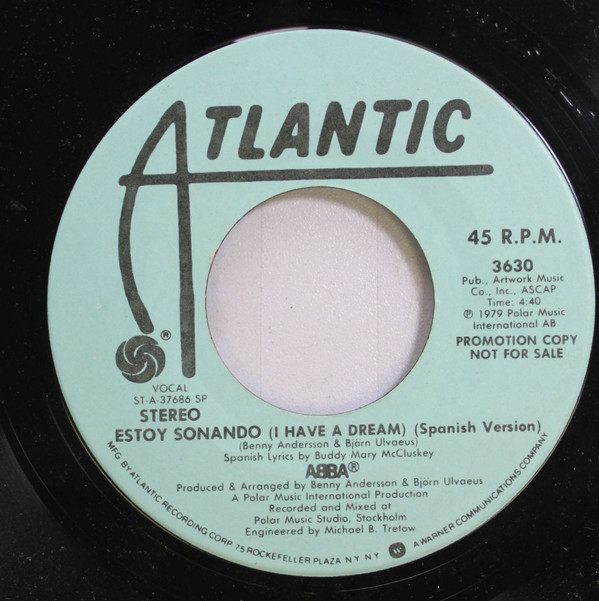 ATLANTIC
®
45 R.P.M.
3630
Pub., Artwork Music
Co., Inc., ASCAP
Time: 4:40
℗ 1979 Polar Music
International AB
PROMOTION COPY
NOT FOR SALE
VOCAL
ST-A-37686 SP
STEREO
ESTOY SONANDO (I HAVE A DREAM) (Spanish Version)
(Benny Andersson & Björn Ulvaeus)
Spanish Lyrics by Buddy Mary McCluskey
ABBA®
Produced & Arranged by Benny Andersson & Björn Ulvaeus
A Polar Music International Production
Recorded and Mixed at
Polar Music Studio, Stockholm
Engineered by Michael B. Tretow
MFG BY ATLANTIC RECORDING CORP. 75 ROCKEFELLER PLAZA NY NY W A WARNER COMMUNICATIONS COMPANY